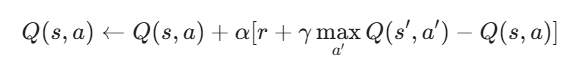 Q(s, a) ← Q(s, a) + α[r + γ max_{a′} Q(s′, a′) − Q(s, a)]